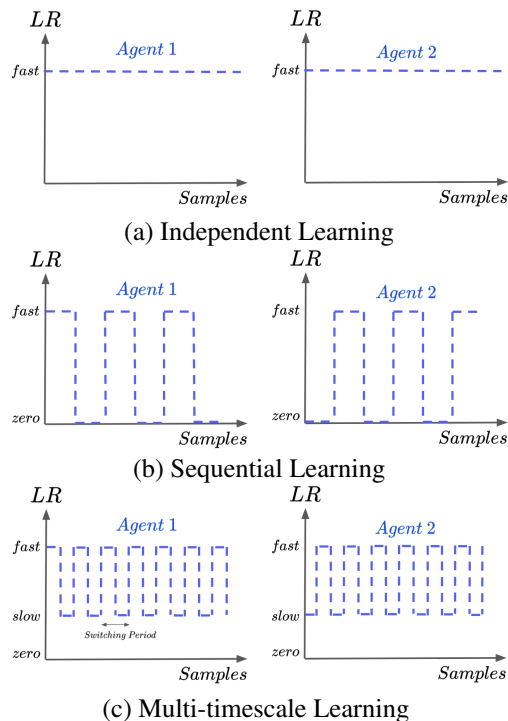 LR
LR
Agent 1
Agent 2
fast
fast
Samples
Samples
(a) Independent Learning
LR
LR
Agent 1
Agent 2
fast
fast
zero
zero
Samples
Samples
(b) Sequential Learning
LR
LR
Agent 1
Agent 2
fast
fast
slow
slow
Switching Period
zero
zero
Samples
Samples
(c) Multi-timescale Learning